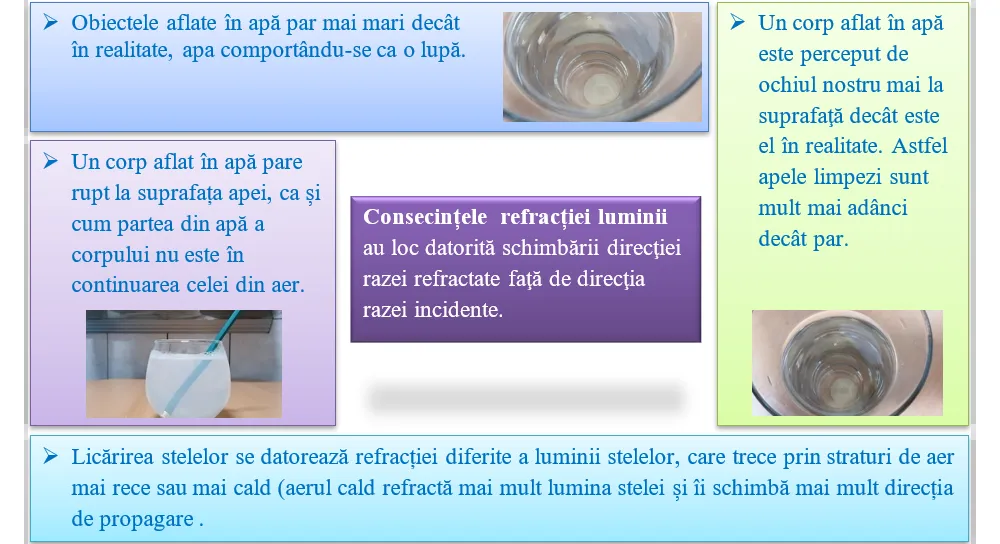 ➢ Obiectele aflate în apă par mai mari decât
în realitate, apa comportându-se ca o lupă.
➢ Un corp aflat în apă
este perceput de
ochiul nostru mai la
suprafaţă decât este
el în realitate. Astfel
apele limpezi sunt
mult mai adânci
decât par.
➢ Un corp aflat în apă pare
rupt la suprafața apei, ca și
cum partea din apă a
corpului nu este în
continuarea celei din aer.
Consecințele refracției luminii
au loc datorită schimbării direcţiei
razei refractate faţă de direcţia
razei incidente.
➢ Licărirea stelelor se datorează refracției diferite a luminii stelelor, care trece prin straturi de aer
mai rece sau mai cald (aerul cald refractă mai mult lumina stelei și îi schimbă mai mult direcția
de propagare .